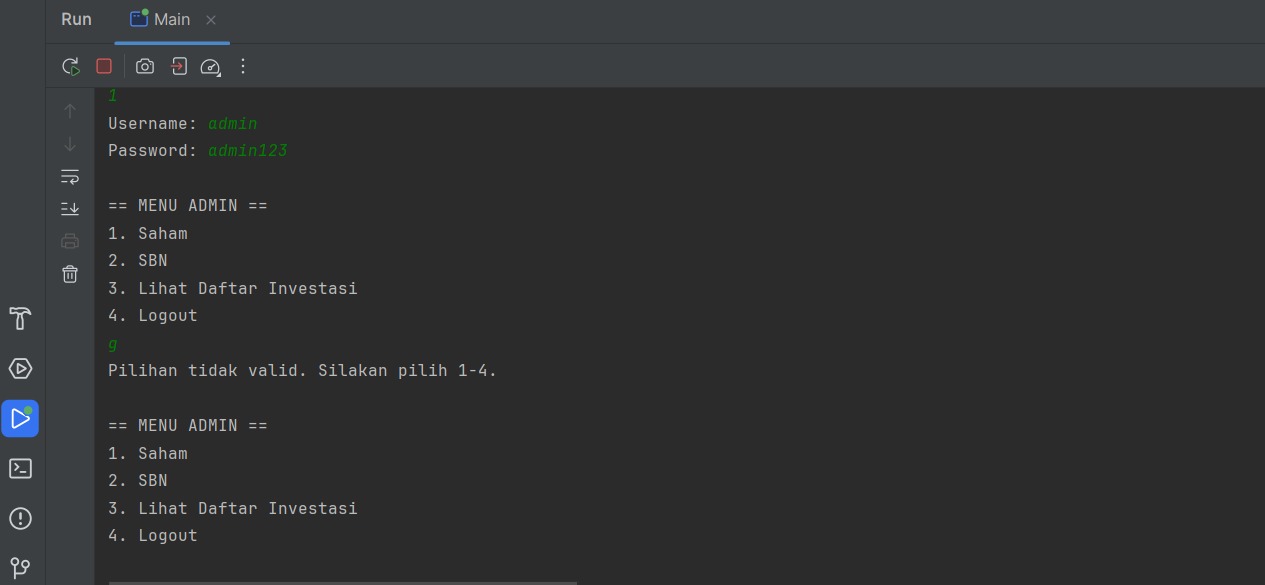 Run Main
1
Username: admin
Password: admin123
== MENU ADMIN ==
1. Saham
2. SBN
3. Lihat Daftar Investasi
4. Logout
g
Pilihan tidak valid. Silakan pilih 1-4.
== MENU ADMIN ==
1. Saham
2. SBN
3. Lihat Daftar Investasi
4. Logout